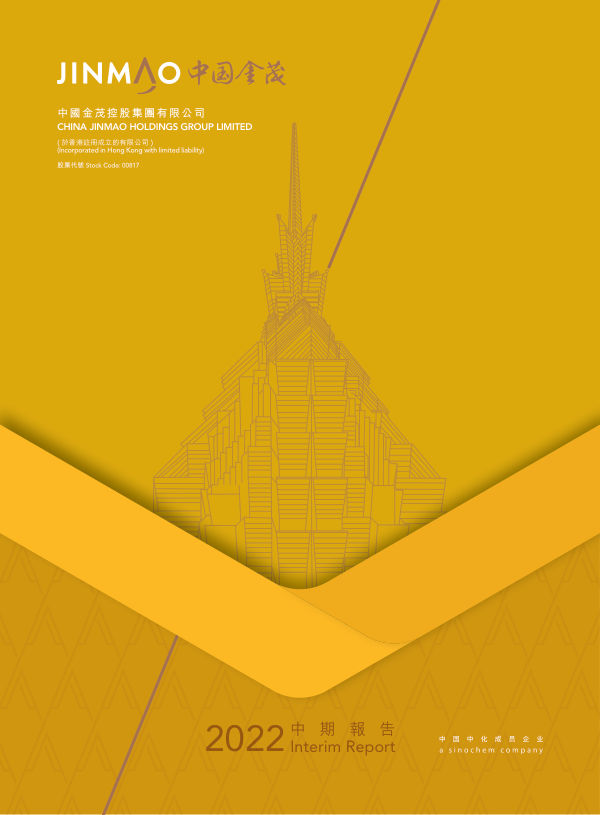 JINMAO 中国金茂
中國金茂控股集團有限公司
CHINA JINMAO HOLDINGS GROUP LIMITED
(於香港註冊成立的有限公司)
(Incorporated in Hong Kong with limited liability)
股票代號 Stock Code: 00817
2022 中期報告
Interim Report
中国中化成员企业
a sinochem company